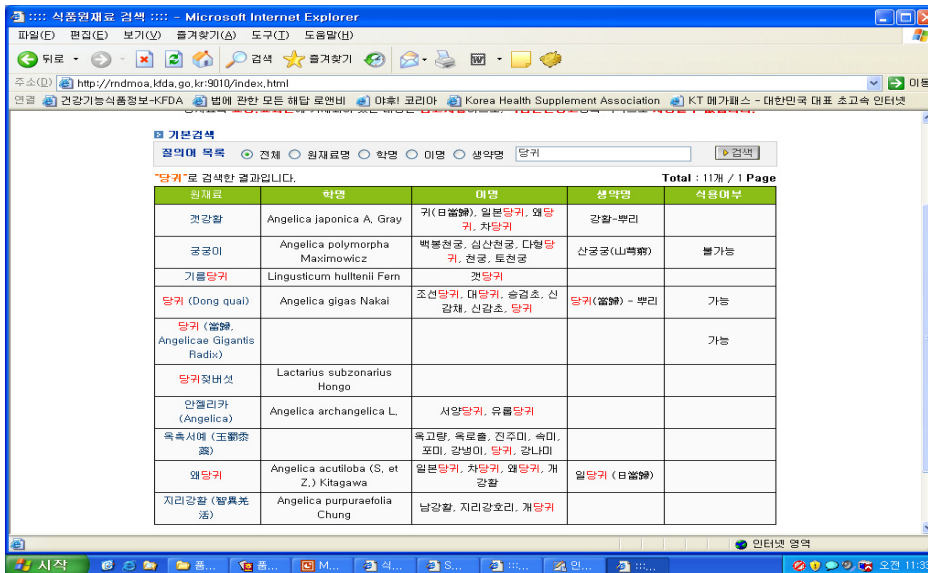 :::: 식품원재료 검색 :::: - Microsoft Internet Explorer
파일(F) 편집(E) 보기(V) 즐겨찾기(A) 도구(T) 도움말(H)
뒤로 검색 즐겨찾기
주소(D) http://rndmoa.kfda.go.kr:9010/index.html 이동
연결 건강기능식품정보-KFDA 법에 관한 모든 해답 로앤비 야후! 코리아 Korea Health Supplement Association KT 메가패스 - 대한민국 대표 초고속 인터넷
기본검색
질의어 목록 전체 원재료명 학명 이명 생약명 당귀 검색
"당귀"로 검색한 결과입니다. Total : 11개 / 1 Page
원재료 학명 이명 생약명 식용여부
갯강활 Angelica japonica A. Gray 귀(日當歸), 일본당귀, 왜당
귀, 차당귀 강활-뿌리
궁궁이 Angelica polymorpha
Maximowicz 백봉천궁, 심산천궁, 다형당
귀, 천궁, 토천궁 산궁궁(山芎藭) 불가능
기름당귀 Lingusticum hulltenii Fern 갯당귀
당귀 (Dong quai) Angelica gigas Nakai 조선당귀, 대당귀, 승검초, 신
감채, 신감초, 당귀 당귀(當歸) - 뿌리 가능
당귀 (當歸,
Angelicae Gigantis
Radix) 가능
당귀젖버섯 Lactarius subzonarius
Hongo
안젤리카
(Angelica) Angelica archangelica L. 서양당귀, 유롭당귀
옥촉서예 (玉蜀黍
蘂) 옥고량, 옥로출, 진주미, 속미,
포미, 강냉이, 당귀, 강나미
왜당귀 Angelica acutiloba (S. et
Z.) Kitagawa 일본당귀, 차당귀, 왜당귀, 개
강활 일당귀 (日當歸)
지리강활 (智異羌
活) Angelica purpuraefolia
Chung 남강활, 지리강호리, 개당귀
인터넷 영역
시작 품... 품... M... 식... S... :::... 인... :::... 오전 11:33